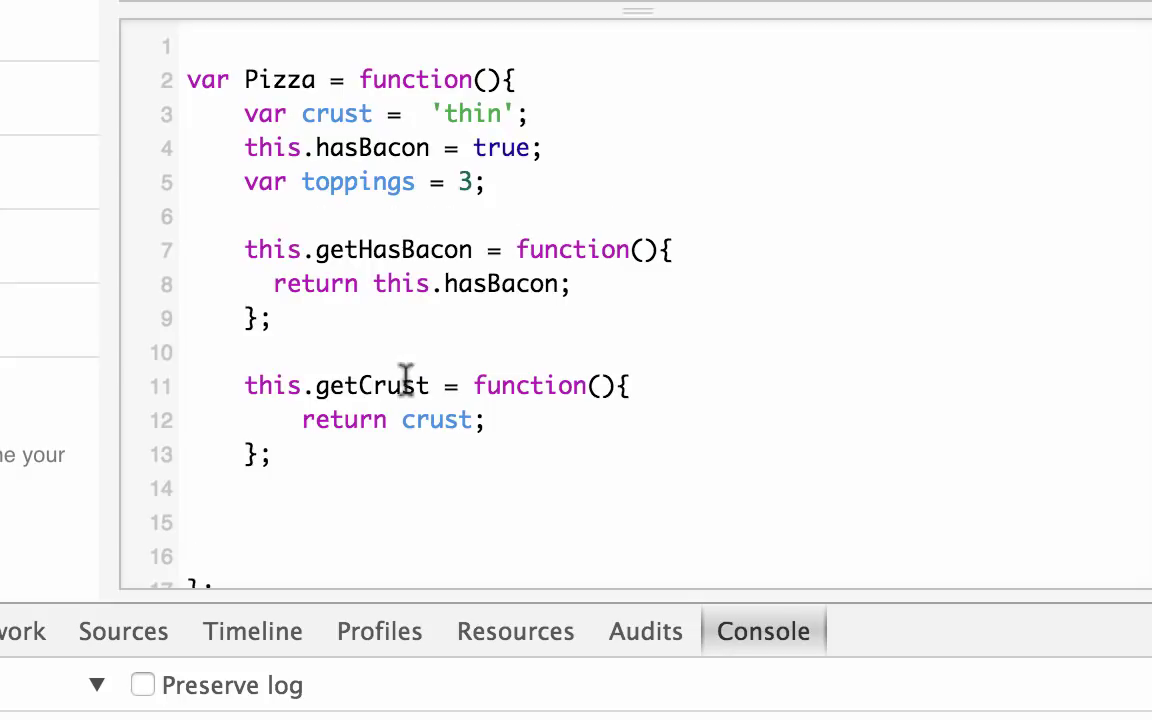 1
2 var Pizza = function(){
3 var crust =  'thin';
4 this.hasBacon = true;
5 var toppings = 3;
6
7 this.getHasBacon = function(){
8 return this.hasBacon;
9 };
10
11 this.getCrust = function(){
12 return crust;
13 };
14
15
16
17 };
ne your
work Sources Timeline Profiles Resources Audits Console
▼ Preserve log